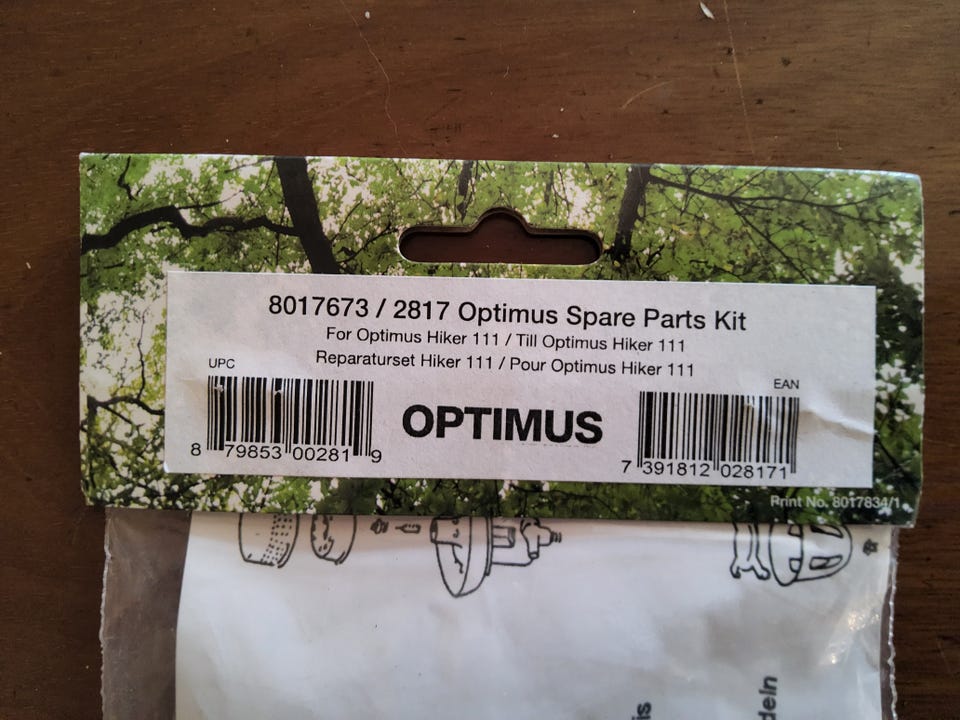 8017673 / 2817 Optimus Spare Parts Kit
For Optimus Hiker 111 / Till Optimus Hiker 111
Reparaturset Hiker 111 / Pour Optimus Hiker 111
UPC
EAN
OPTIMUS
8 79853 00281 9
7 391812 028171
Print No. 8017834/1